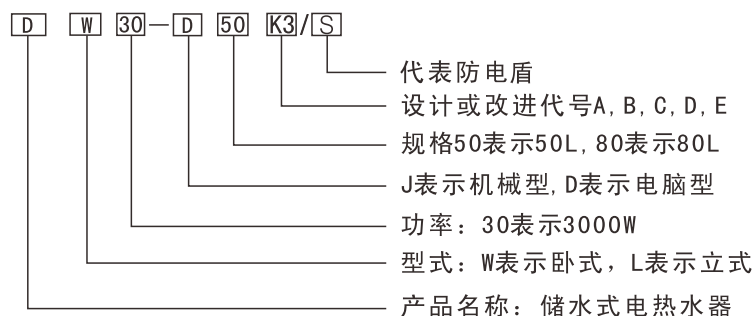 D W 30-D 50 K3/S
代表防电盾
设计或改进代号A, B, C, D, E
规格50表示50L, 80表示80L
J表示机械型, D表示电脑型
功率：30表示3000W
型式：W表示卧式，L表示立式
产品名称：储水式电热水器